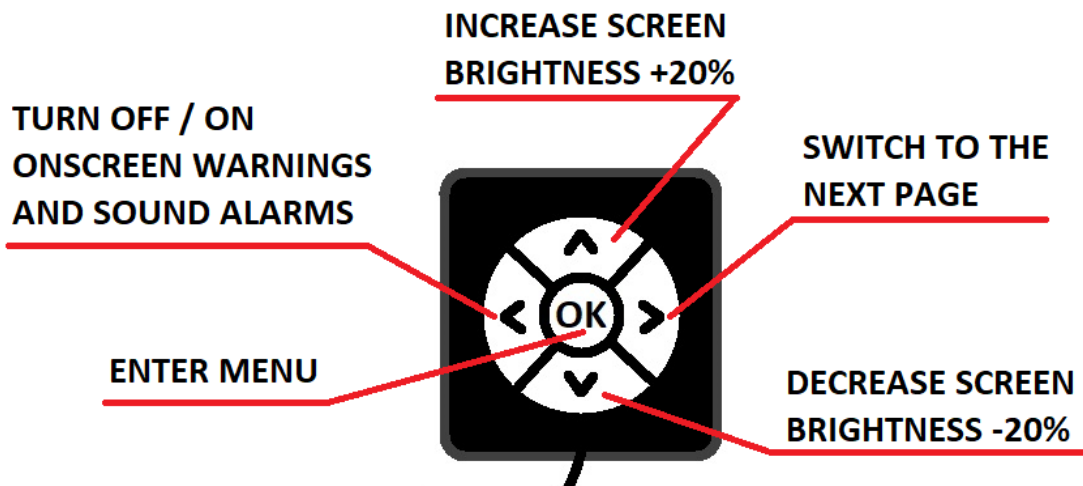 INCREASE SCREEN
BRIGHTNESS +20%
TURN OFF / ON
ONSCREEN WARNINGS
AND SOUND ALARMS
SWITCH TO THE
NEXT PAGE
OK
ENTER MENU
DECREASE SCREEN
BRIGHTNESS -20%